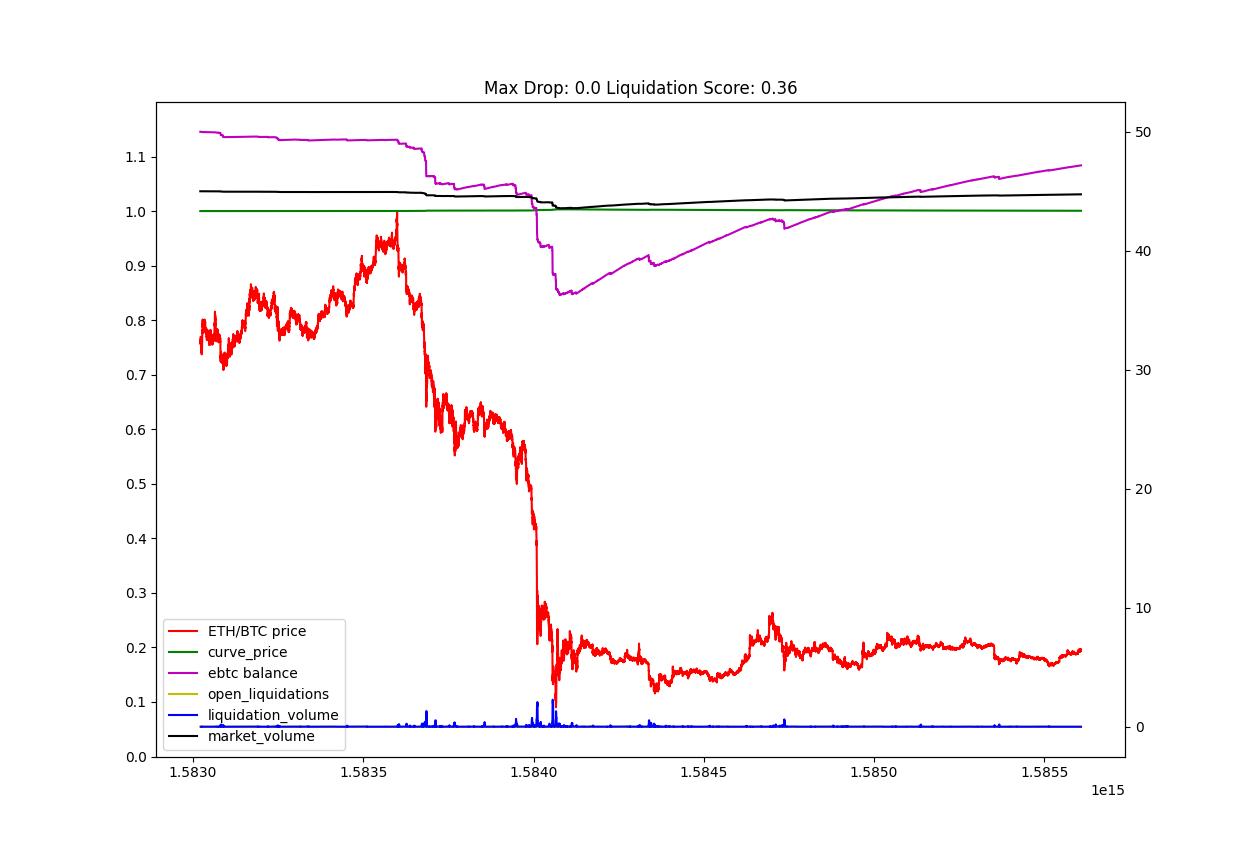 Max Drop: 0.0 Liquidation Score: 0.36
1.1
1.0
0.9
0.8
0.7
0.6
0.5
0.4
0.3
0.2
0.1
0.0
50
40
30
20
10
0
ETH/BTC price
curve_price
ebtc balance
open_liquidations
liquidation_volume
market_volume
1.5830 1.5835 1.5840 1.5845 1.5850 1.5855
1e15